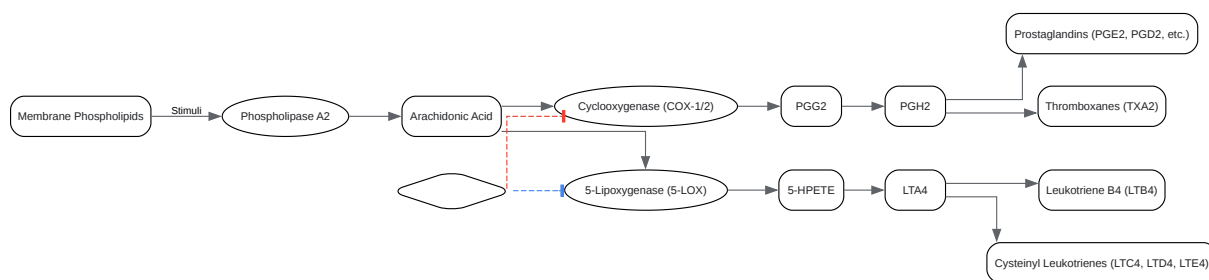 Prostaglandins (PGE2, PGD2, etc.)
Membrane Phospholipids
Stimuli
Phospholipase A2
Arachidonic Acid
Cyclooxygenase (COX-1/2)
PGG2
PGH2
Thromboxanes (TXA2)
5-Lipoxygenase (5-LOX)
5-HPETE
LTA4
Leukotriene B4 (LTB4)
Cysteinyl Leukotrienes (LTC4, LTD4, LTE4)